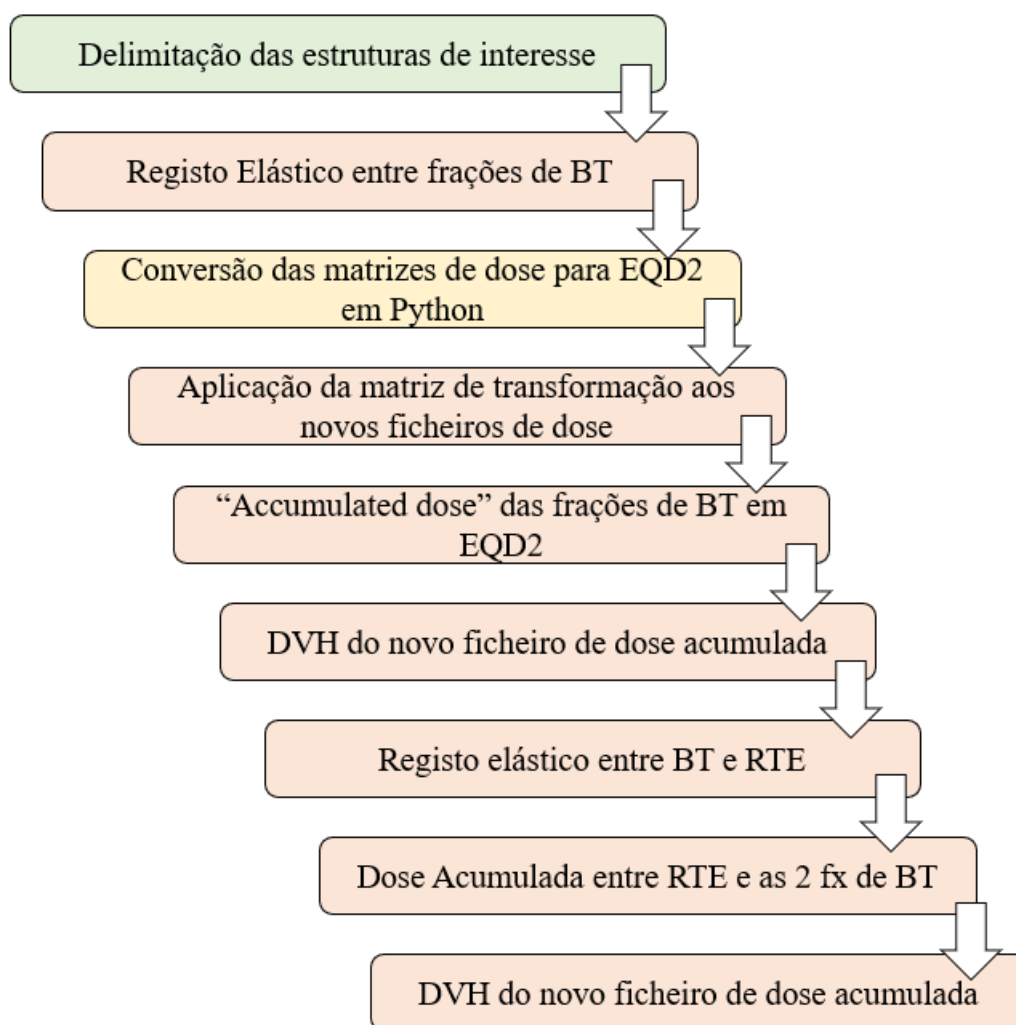 Delimitação das estruturas de interesse
Registo Elástico entre frações de BT
Conversão das matrizes de dose para EQD2
em Python
Aplicação da matriz de transformação aos
novos ficheiros de dose
“Accumulated dose” das frações de BT em
EQD2
DVH do novo ficheiro de dose acumulada
Registo elástico entre BT e RTE
Dose Acumulada entre RTE e as 2 fx de BT
DVH do novo ficheiro de dose acumulada